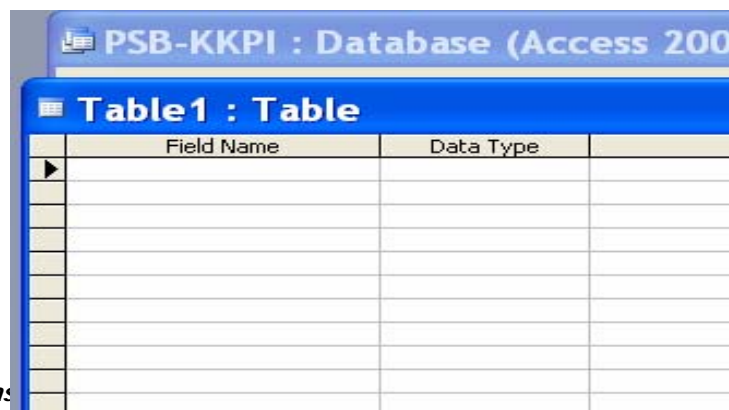 PSB-KKPI : Database (Access 200
Table1 : Table
Field Name Data Type